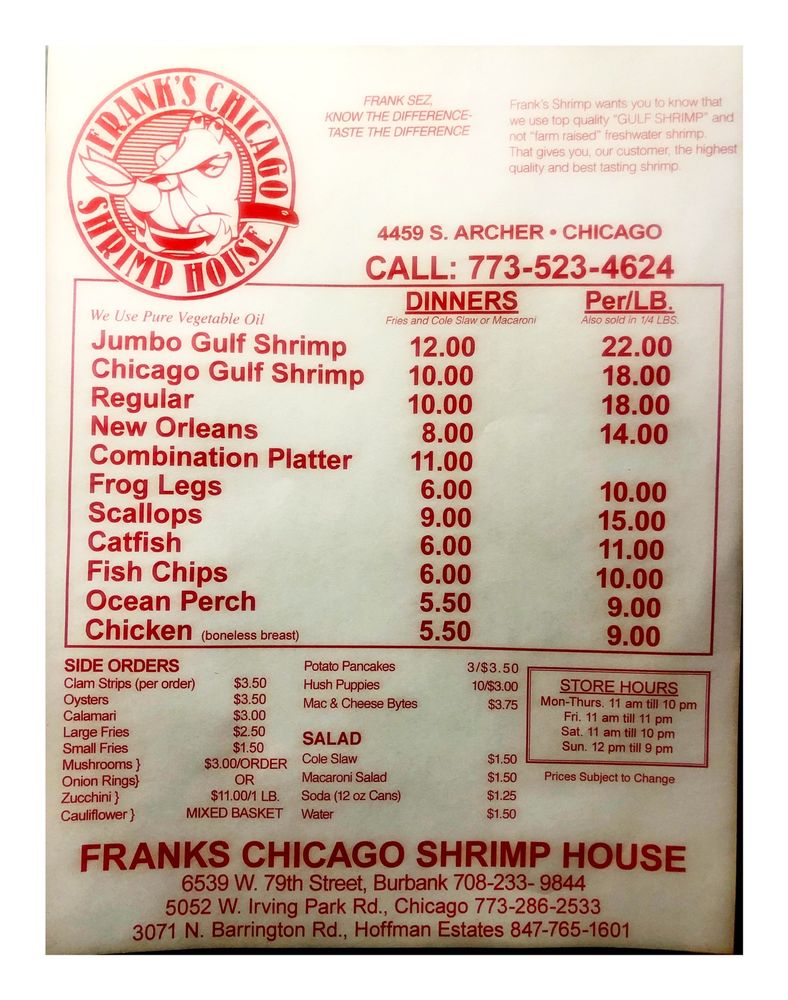 FRANK'S CHICAGO
SHRIMP HOUSE
FRANK SEZ,
KNOW THE DIFFERENCE-
TASTE THE DIFFERENCE
Frank's Shrimp wants you to know that
we use top quality "GULF SHRIMP" and
not "farm raised" freshwater shrimp.
That gives you, our customer, the highest
quality and best tasting shrimp.
4459 S. ARCHER • CHICAGO
CALL: 773-523-4624
We Use Pure Vegetable Oil
DINNERS
Fries and Cole Slaw or Macaroni
Per/LB.
Also sold in 1/4 LBS.
Jumbo Gulf Shrimp 12.00 22.00
Chicago Gulf Shrimp 10.00 18.00
Regular 10.00 18.00
New Orleans 8.00 14.00
Combination Platter 11.00
Frog Legs 6.00 10.00
Scallops 9.00 15.00
Catfish 6.00 11.00
Fish Chips 6.00 10.00
Ocean Perch 5.50 9.00
Chicken (boneless breast) 5.50 9.00
SIDE ORDERS
Clam Strips (per order) $3.50
Oysters $3.50
Calamari $3.00
Large Fries $2.50
Small Fries $1.50
Mushrooms } $3.00/ORDER
Onion Rings} OR
Zucchini } $11.00/1 LB.
Cauliflower } MIXED BASKET
Potato Pancakes 3/$3.50
Hush Puppies 10/$3.00
Mac & Cheese Bytes $3.75
SALAD
Cole Slaw $1.50
Macaroni Salad $1.50
Soda (12 oz Cans) $1.25
Water $1.50
STORE HOURS
Mon-Thurs. 11 am till 10 pm
Fri. 11 am till 11 pm
Sat. 11 am till 10 pm
Sun. 12 pm till 9 pm
Prices Subject to Change
FRANKS CHICAGO SHRIMP HOUSE
6539 W. 79th Street, Burbank 708-233- 9844
5052 W. Irving Park Rd., Chicago 773-286-2533
3071 N. Barrington Rd., Hoffman Estates 847-765-1601